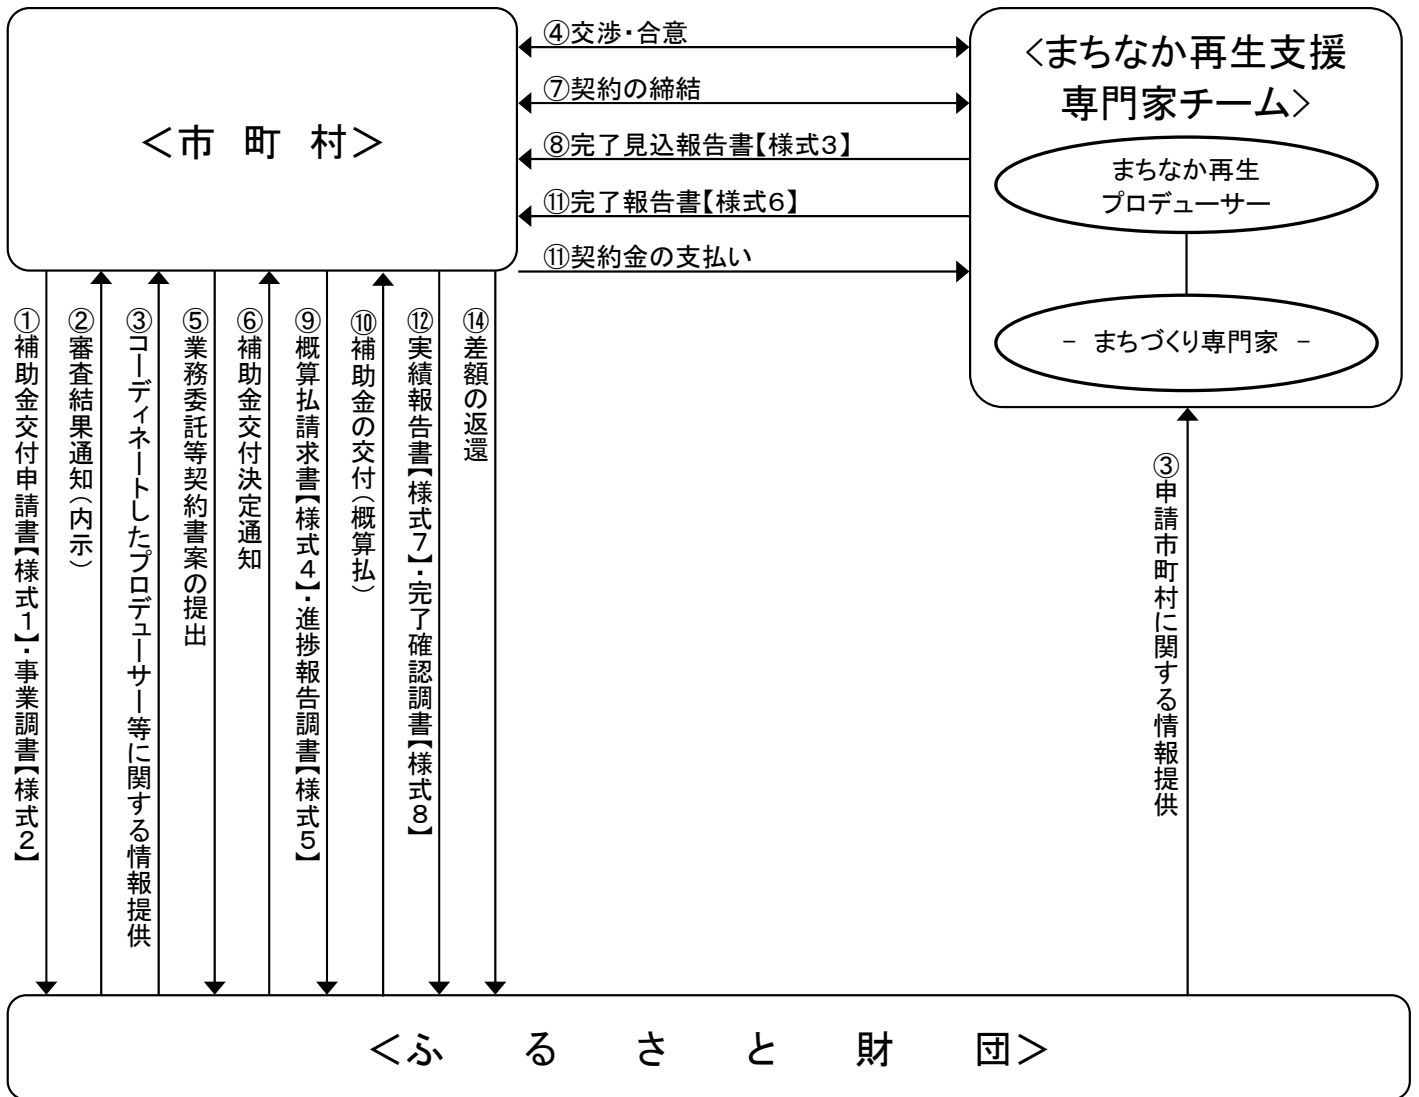 ＜市　町　村＞
④交渉・合意
⑦契約の締結
⑧完了見込報告書【様式３】
⑪完了報告書【様式６】
⑪契約金の支払い
＜まちなか再生支援
専門家チーム＞
まちなか再生
プロデューサー
－ まちづくり専門家 －
①補助金交付申請書【様式１】・事業調書【様式２】
②審査結果通知（内示）
③コーディネートしたプロデューサー等に関する情報提供
⑤業務委託等契約書案の提出
⑥補助金交付決定通知
⑨概算払請求書【様式４】・進捗報告調書【様式５】
⑩補助金の交付（概算払）
⑫実績報告書【様式７】・完了確認調書【様式８】
⑭差額の返還
③申請市町村に関する情報提供
＜ふ　る　さ　と　財　団＞